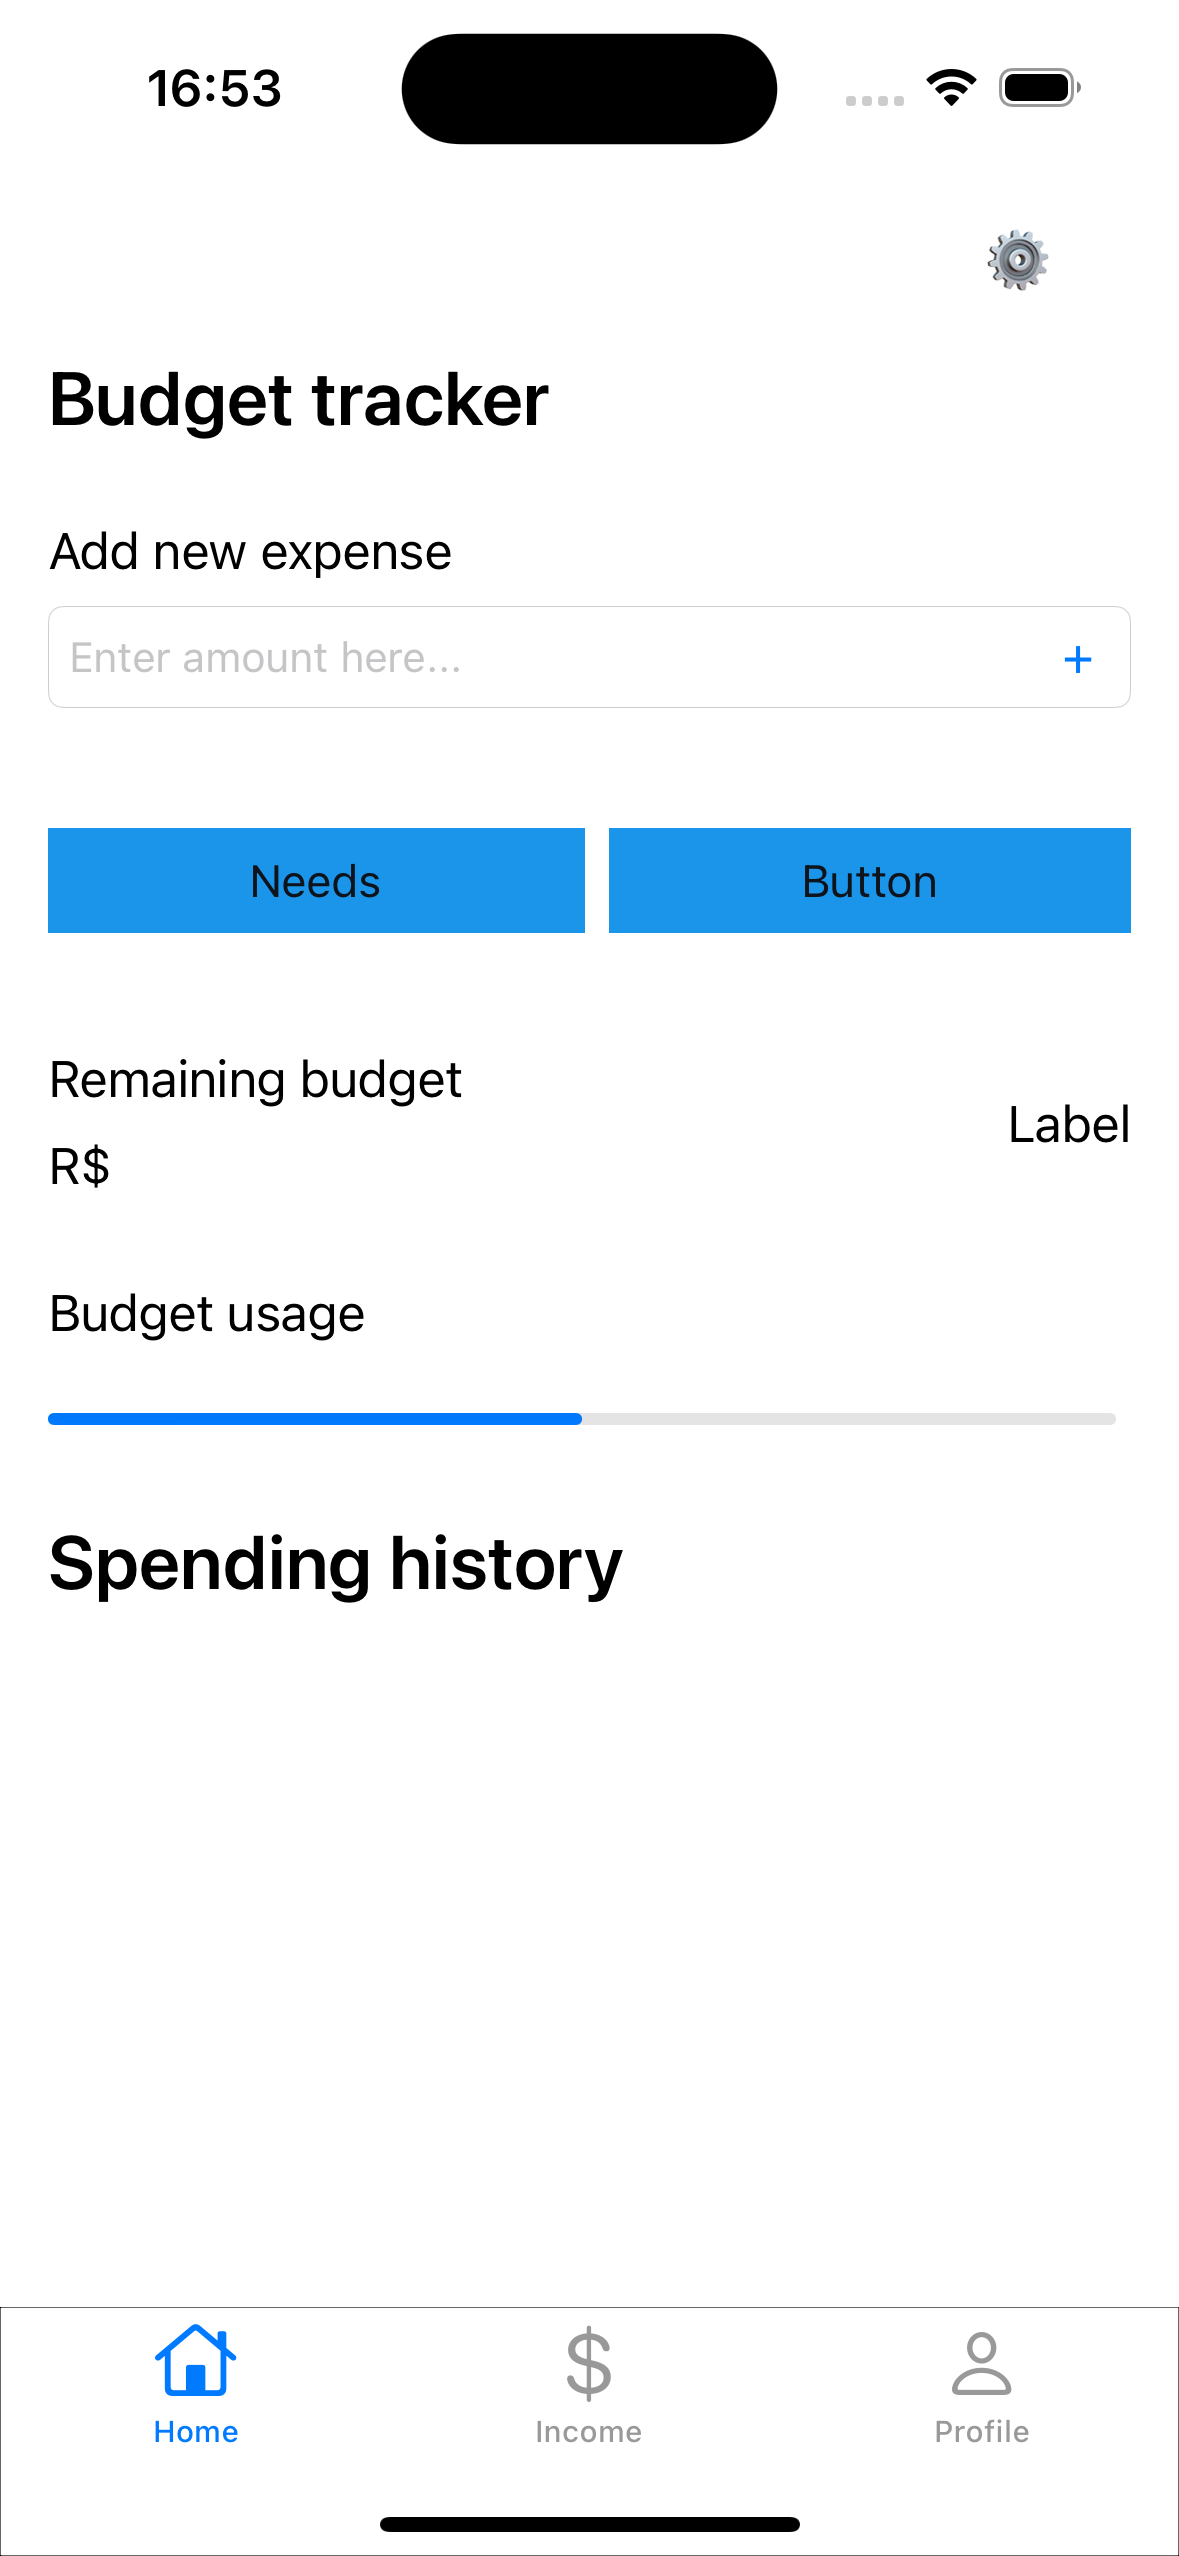 16:53
Budget tracker
Add new expense
Enter amount here...
+
Needs
Button
Remaining budget
Label
R$
Budget usage
Spending history
Home
Income
Profile